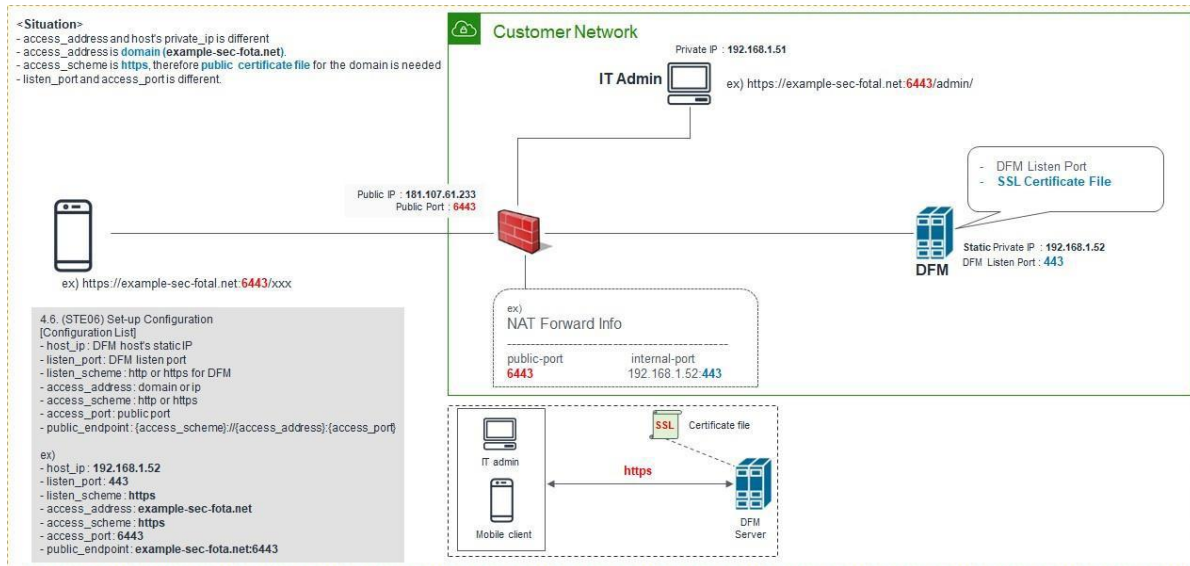 <Situation>
- access_address and host's private_ip is different
- access_address is domain (example-sec-fota.net).
- access_scheme is https, therefore public certificate file for the domain is needed
- listen_port and access_port is different.
Customer Network
Private IP : 192.168.1.51
IT Admin
ex) https://example-sec-fotal.net:6443/admin/
- DFM Listen Port
- SSL Certificate File
Public IP : 181.107.61.233
Public Port : 6443
Static Private IP : 192.168.1.52
DFM Listen Port : 443
DFM
ex) https://example-sec-fotal.net:6443/xxx
ex)
NAT Forward Info
public-port internal-port
6443 192.168.1.52:443
4.6. (STE06) Set-up Configuration
[Configuration List]
- host_ip : DFM host's static IP
- listen_port : DFM listen port
- listen_scheme : http or https for DFM
- access_address : domain or ip
- access_scheme : http or https
- access_port : public port
- public_endpoint : {access_scheme}://{access_address}:{access_port}
ex)
- host_ip : 192.168.1.52
- listen_port : 443
- listen_scheme : https
- access_address : example-sec-fota.net
- access_scheme : https
- access_port : 6443
- public_endpoint : example-sec-fota.net:6443
SSL Certificate file
IT admin
https
Mobile client
DFM
Server